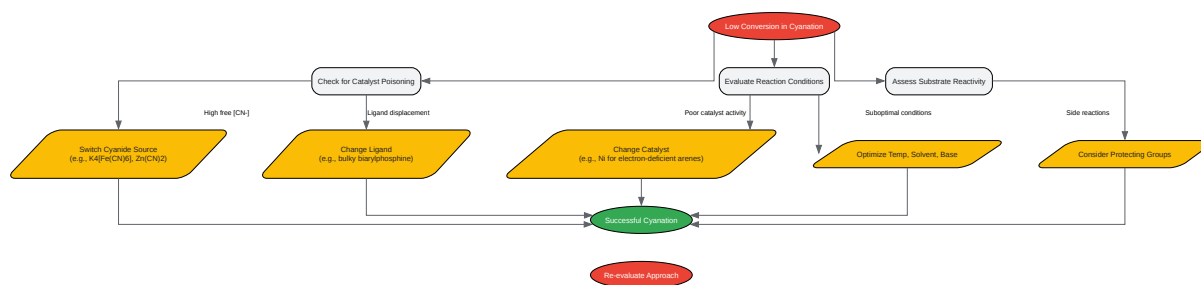 Low Conversion in Cyanation
Check for Catalyst Poisoning
Evaluate Reaction Conditions
Assess Substrate Reactivity
High free [CN-]
Ligand displacement
Poor catalyst activity
Suboptimal conditions
Side reactions
Switch Cyanide Source
(e.g., K4[Fe(CN)6], Zn(CN)2)
Change Ligand
(e.g., bulky biarylphosphine)
Change Catalyst
(e.g., Ni for electron-deficient arenes)
Optimize Temp, Solvent, Base
Consider Protecting Groups
Successful Cyanation
Re-evaluate Approach